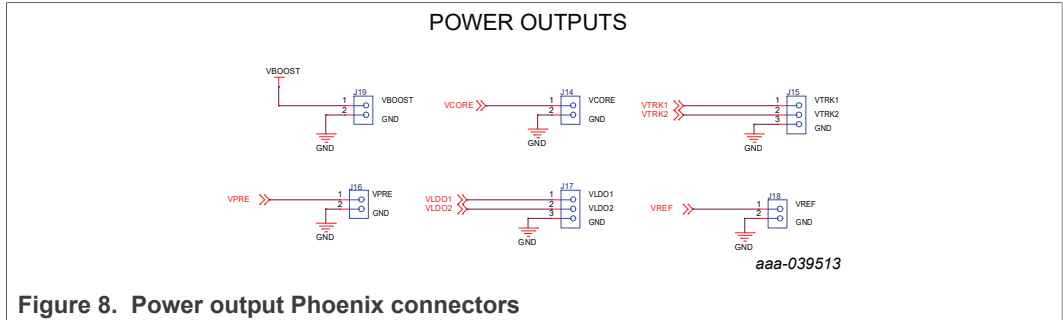 POWER OUTPUTS
VBOOST
J19
1 VBOOST
2 GND
GND
VCORE
J14
1 VCORE
2 GND
GND
VTRK1
VTRK2
J15
1 VTRK1
2 VTRK2
3 GND
GND
VPRE
J16
1 VPRE
2 GND
GND
VLDO1
VLDO2
J17
1 VLDO1
2 VLDO2
3 GND
GND
VREF
J18
1 VREF
2 GND
GND
aaa-039513
Figure 8. Power output Phoenix connectors